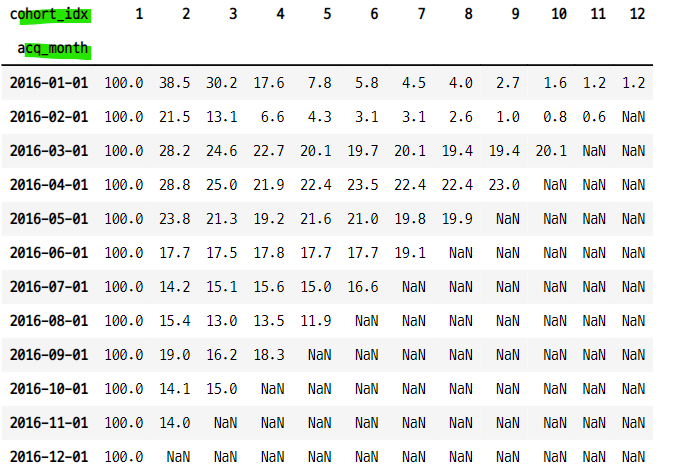 cohort_idx 1 2 3 4 5 6 7 8 9 10 11 12
acq_month
2016-01-01 100.0 38.5 30.2 17.6 7.8 5.8 4.5 4.0 2.7 1.6 1.2 1.2
2016-02-01 100.0 21.5 13.1 6.6 4.3 3.1 3.1 2.6 1.0 0.8 0.6 NaN
2016-03-01 100.0 28.2 24.6 22.7 20.1 19.7 20.1 19.4 19.4 20.1 NaN NaN
2016-04-01 100.0 28.8 25.0 21.9 22.4 23.5 22.4 22.4 23.0 NaN NaN NaN
2016-05-01 100.0 23.8 21.3 19.2 21.6 21.0 19.8 19.9 NaN NaN NaN NaN
2016-06-01 100.0 17.7 17.5 17.8 17.7 17.7 19.1 NaN NaN NaN NaN NaN
2016-07-01 100.0 14.2 15.1 15.6 15.0 16.6 NaN NaN NaN NaN NaN NaN
2016-08-01 100.0 15.4 13.0 13.5 11.9 NaN NaN NaN NaN NaN NaN NaN
2016-09-01 100.0 19.0 16.2 18.3 NaN NaN NaN NaN NaN NaN NaN NaN
2016-10-01 100.0 14.1 15.0 NaN NaN NaN NaN NaN NaN NaN NaN NaN
2016-11-01 100.0 14.0 NaN NaN NaN NaN NaN NaN NaN NaN NaN NaN
2016-12-01 100.0 NaN NaN NaN NaN NaN NaN NaN NaN NaN NaN NaN